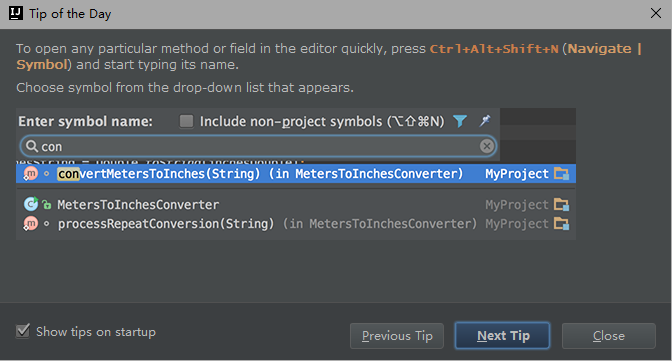 IJ Tip of the Day
To open any particular method or field in the editor quickly, press Ctrl+Alt+Shift+N (Navigate |
Symbol) and start typing its name.
Choose symbol from the drop-down list that appears.
Enter symbol name: Include non-project symbols (⌥⇧⌘N)
con
convertMetersToInches(String) (in MetersToInchesConverter) MyProject
MetersToInchesConverter MyProject
processRepeatConversion(String) (in MetersToInchesConverter) MyProject
Show tips on startup Previous Tip Next Tip Close